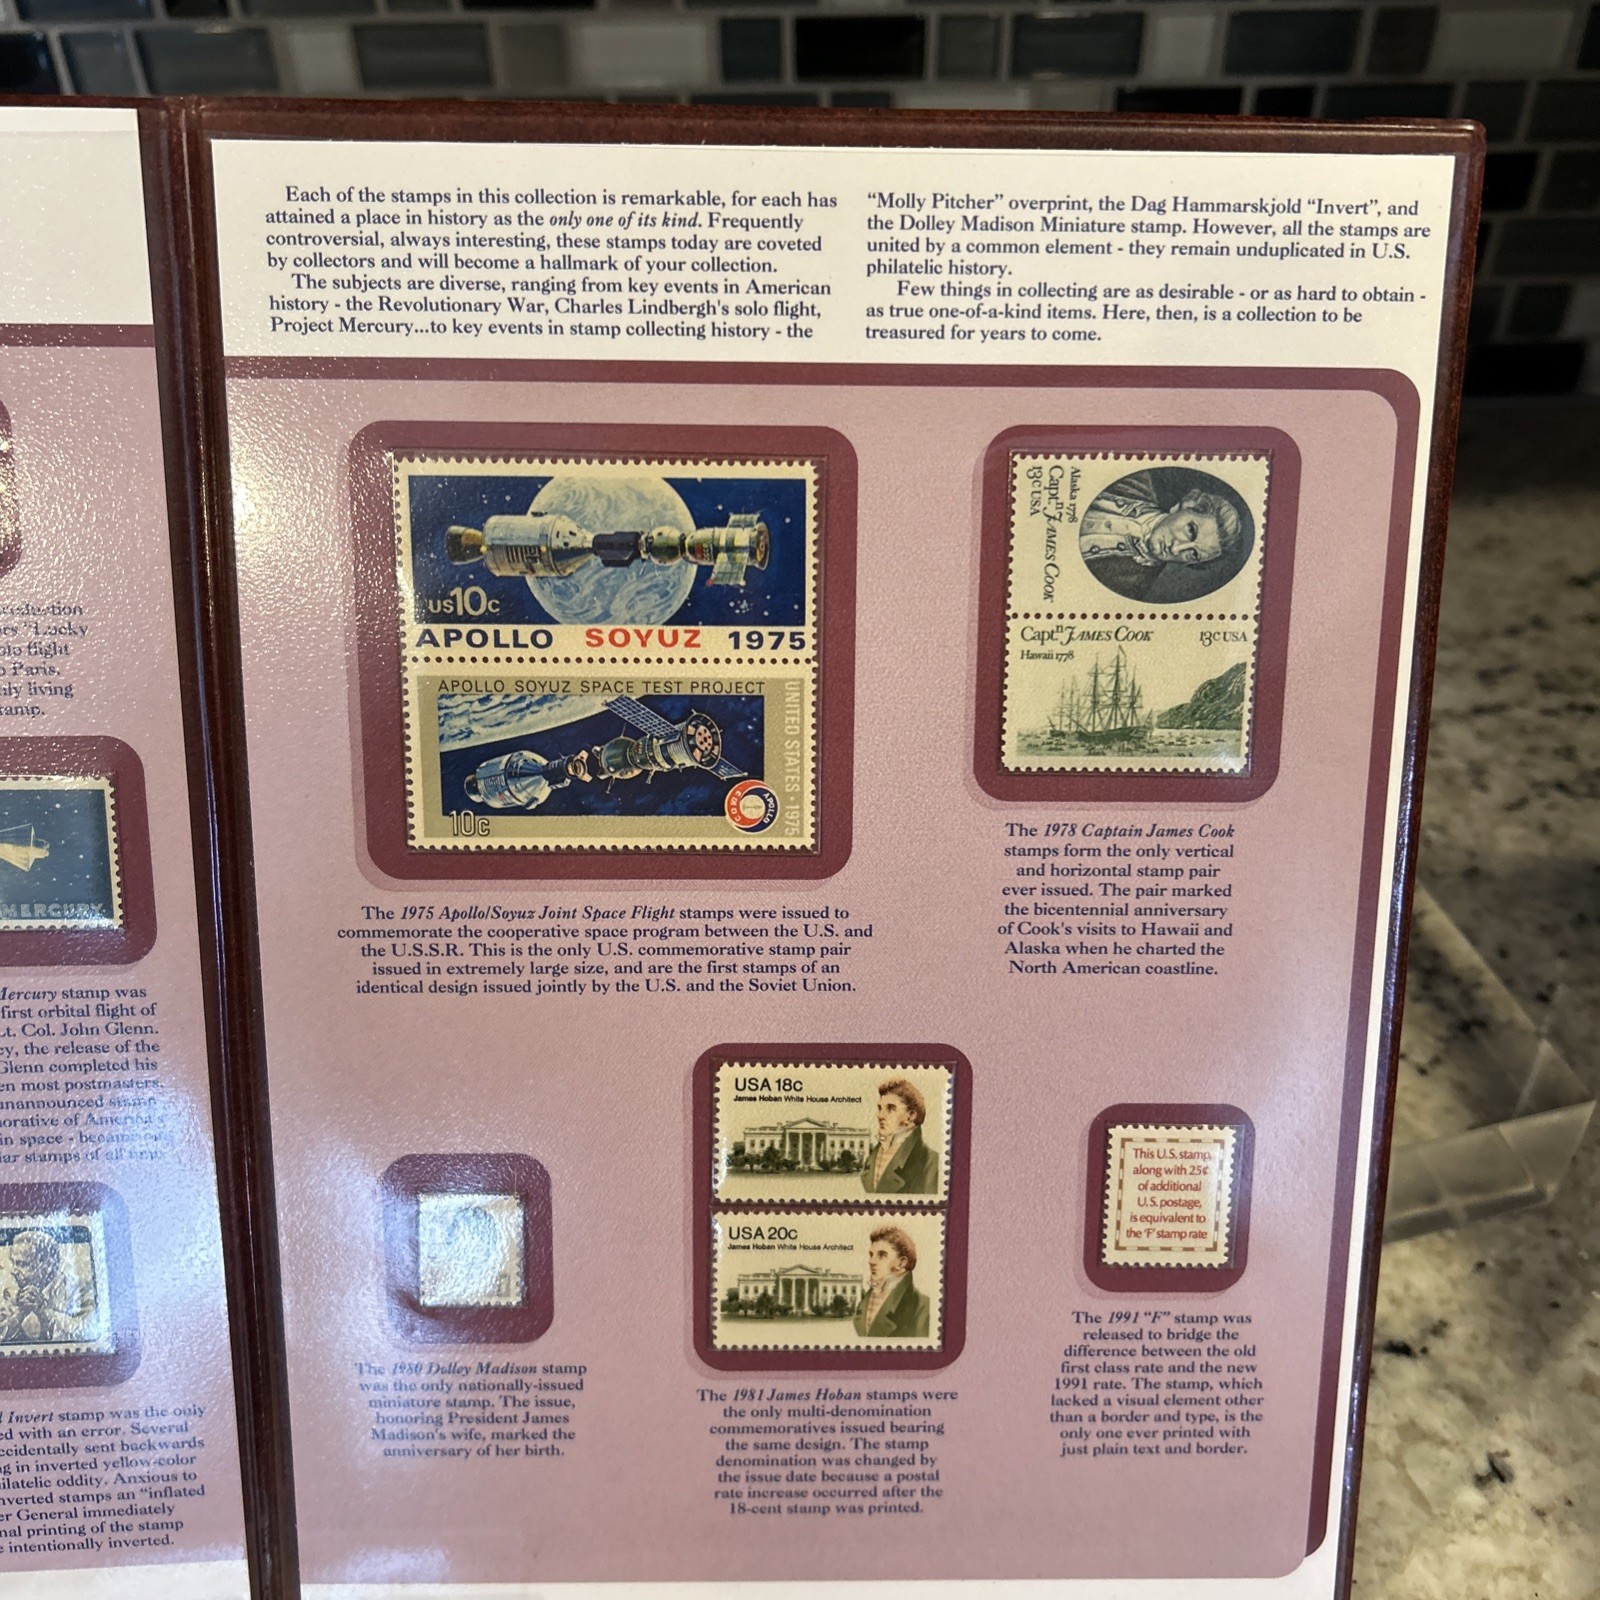 Each of the stamps in this collection is remarkable, for each has
attained a place in history as the only one of its kind. Frequently
controversial, always interesting, these stamps today are coveted
by collectors and will become a hallmark of your collection.
The subjects are diverse, ranging from key events in American
history - the Revolutionary War, Charles Lindbergh's solo flight,
Project Mercury...to key events in stamp collecting history - the
“Molly Pitcher” overprint, the Dag Hammarskjold “Invert”, and
the Dolley Madison Miniature stamp. However, all the stamps are
united by a common element - they remain unduplicated in U.S.
philatelic history.
Few things in collecting are as desirable - or as hard to obtain -
as true one-of-a-kind items. Here, then, is a collection to be
treasured for years to come.
US10c
APOLLO SOYUZ 1975
APOLLO SOYUZ SPACE TEST PROJECT
UNITED STATES · 1975
10c
APOLLO
The 1975 Apollo/Soyuz Joint Space Flight stamps were issued to
commemorate the cooperative space program between the U.S. and
the U.S.S.R. This is the only U.S. commemorative stamp pair
issued in extremely large size, and are the first stamps of an
identical design issued jointly by the U.S. and the Soviet Union.
Alaska 1778
Captn JAMES COOK
13c USA
Captn JAMES COOK 13c USA
Hawaii 1778
The 1978 Captain James Cook
stamps form the only vertical
and horizontal stamp pair
ever issued. The pair marked
the bicentennial anniversary
of Cook's visits to Hawaii and
Alaska when he charted the
North American coastline.
The 1980 Dolley Madison stamp
was the only nationally-issued
miniature stamp. The issue,
honoring President James
Madison's wife, marked the
anniversary of her birth.
USA 18c
James Hoban White House Architect
USA 20c
James Hoban White House Architect
The 1981 James Hoban stamps were
the only multi-denomination
commemoratives issued bearing
the same design. The stamp
denomination was changed by
the issue date because a postal
rate increase occurred after the
18-cent stamp was printed.
This U.S. stamp,
along with 25¢
of additional
U.S. postage,
is equivalent to
the 'F' stamp rate
The 1991 “F” stamp was
released to bridge the
difference between the old
first class rate and the new
1991 rate. The stamp, which
lacked a visual element other
than a border and type, is the
only one ever printed with
just plain text and border.
"Lucky
flight
Paris.
living
MERCURY
Mercury stamp was
first orbital flight of
Lt. Col. John Glenn.
the release of the
Glenn completed his
most postmasters.
unannounced stamp
of America's
in space -
stamps of all
Invert stamp was the only
with an error. Several
accidentally sent backwards
in inverted yellow-color
philatelic oddity. Anxious to
inverted stamps an “inflated
General immediately
printing of the stamp
intentionally inverted.